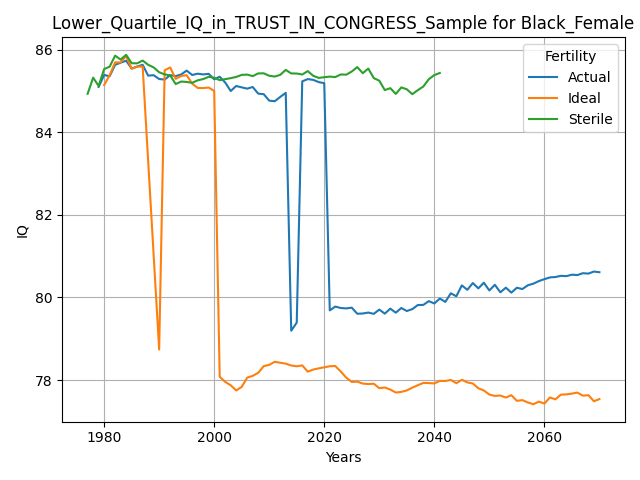 Lower_Quartile_IQ_in_TRUST_IN_CONGRESS_Sample for Black_Female
Fertility
Actual
Ideal
Sterile
86
84
82
80
78
IQ
1980
2000
2020
2040
2060
Years